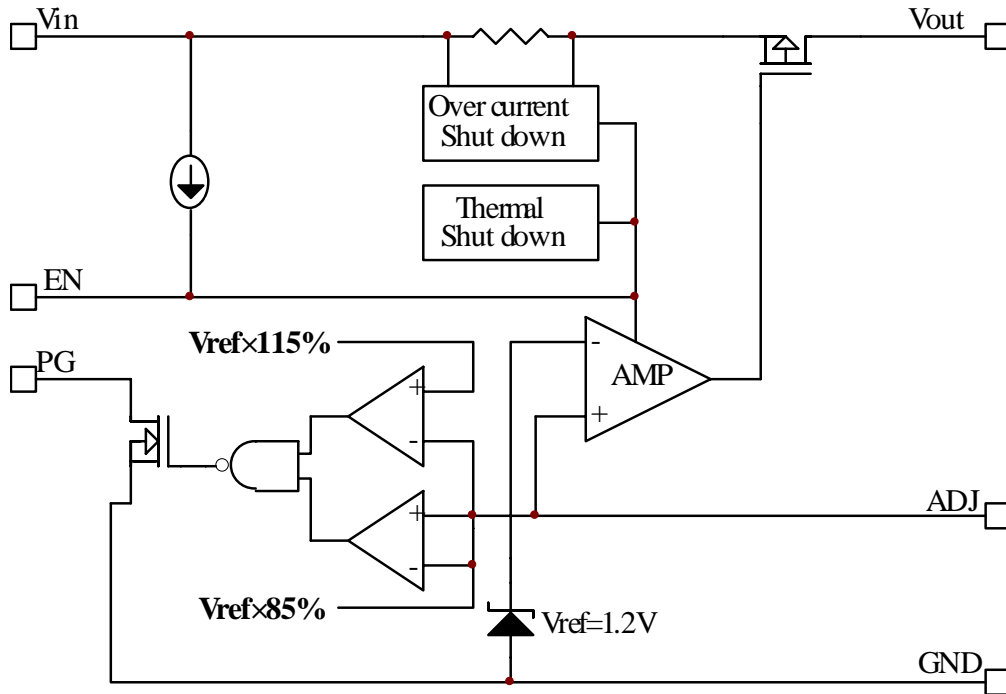 Vin
Vout
Over current
Shut down
Thermal
Shut down
EN
Vref×115%
PG
-
AMP
+
+
-
ADJ
+
-
Vref×85%
Vref=1.2V
GND